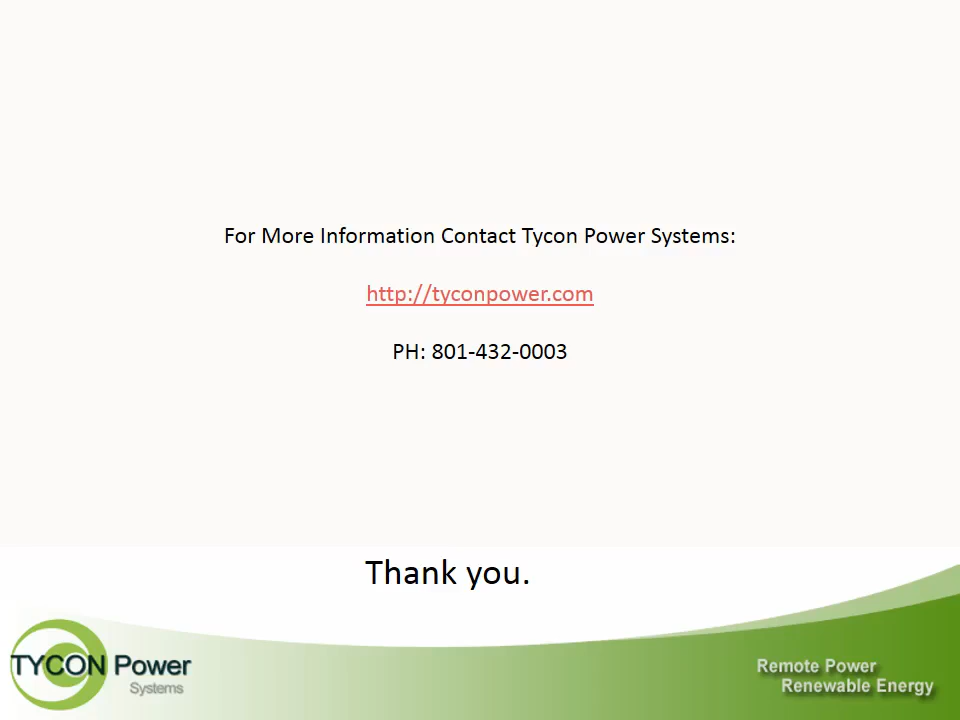 For More Information Contact Tycon Power Systems:
http://tyconpower.com
PH: 801-432-0003
Thank you.
TYCON Power
Systems
Remote Power
Renewable Energy